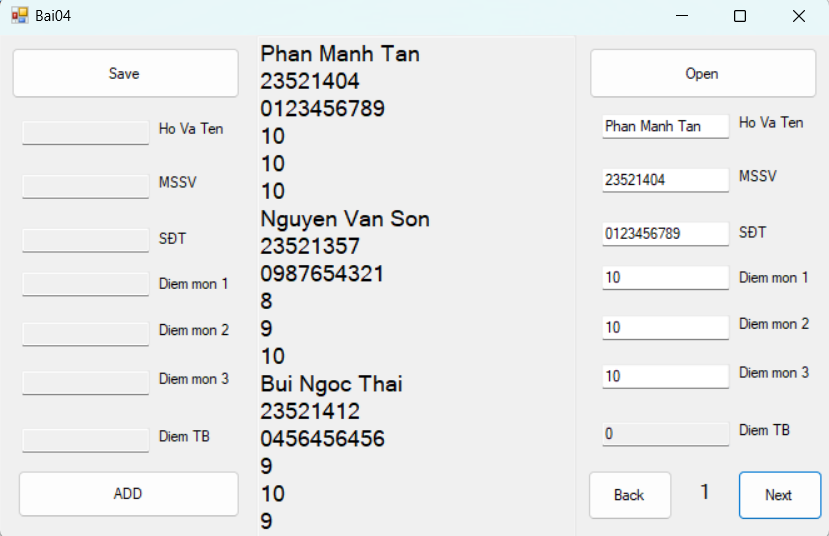 Bai04
Save
Ho Va Ten
MSSV
SĐT
Diem mon 1
Diem mon 2
Diem mon 3
Diem TB
ADD
Phan Manh Tan
23521404
0123456789
10
10
10
Nguyen Van Son
23521357
0987654321
8
9
10
Bui Ngoc Thai
23521412
0456456456
9
10
9
Open
Phan Manh Tan Ho Va Ten
23521404 MSSV
0123456789 SĐT
10 Diem mon 1
10 Diem mon 2
10 Diem mon 3
0 Diem TB
Back 1 Next